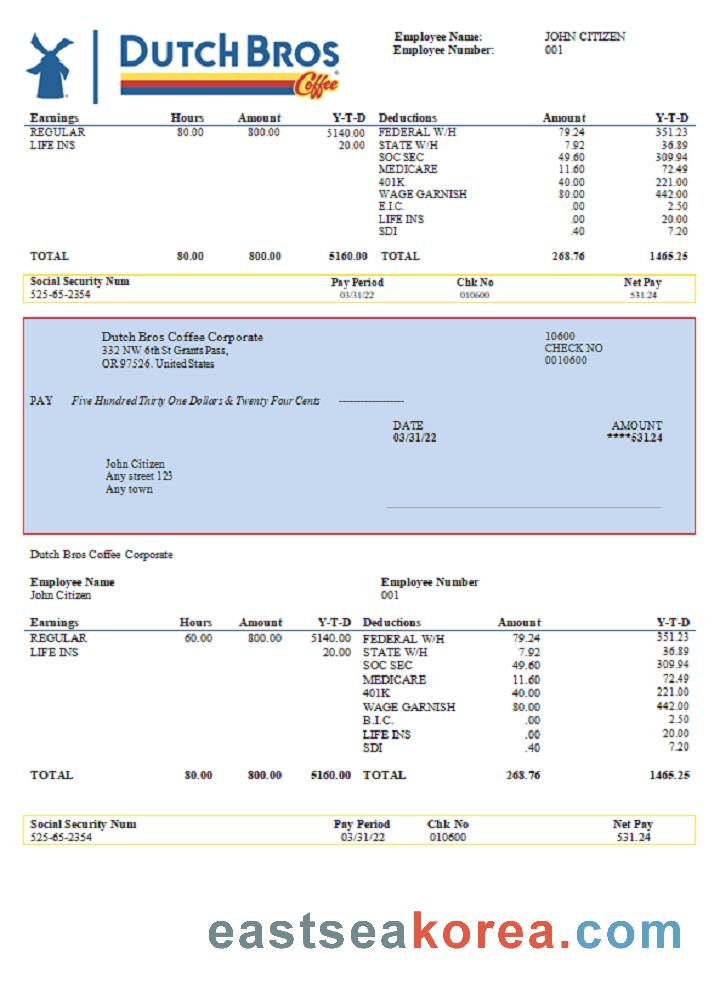 DUTCH BROS
Coffee
Employee Name: JOHN CITIZEN
Employee Number: 001
Earnings Hours Amount Y-T-D Deductions Amount Y-T-D
REGULAR 80.00 800.00 5140.00 FEDERAL W/H 79.24 351.23
LIFE INS 20.00 STATE W/H 7.92 36.89
SOC SEC 49.60 309.94
MEDICARE 11.60 72.49
401K 40.00 221.00
WAGE GARNISH 80.00 442.00
E.I.C. .00 2.50
LIFE INS .00 20.00
SDI .40 7.20
TOTAL 80.00 800.00 5160.00 TOTAL 268.76 1465.25
Social Security Num Pay Period Chk No Net Pay
525-65-2354 03/31/22 010600 531.24
Dutch Bros Coffee Corporate 10600
332 NW 6th St Grants Pass, CHECK NO
OR 97526. United States 0010600
PAY Five Hundred Thirty One Dollars & Twenty Four Cents -------------------
DATE AMOUNT
03/31/22 ****531.24
John Citizen
Any street 123
Any town
Dutch Bros Coffee Corporate
Employee Name Employee Number
John Citizen 001
Earnings Hours Amount Y-T-D Deductions Amount Y-T-D
REGULAR 60.00 800.00 5140.00 FEDERAL W/H 79.24 351.23
LIFE INS 20.00 STATE W/H 7.92 36.89
SOC SEC 49.60 309.94
MEDICARE 11.60 72.49
401K 40.00 221.00
WAGE GARNISH 80.00 442.00
B.I.C. .00 2.50
LIFE INS .00 20.00
SDI .40 7.20
TOTAL 80.00 800.00 5160.00 TOTAL 268.76 1465.25
Social Security Num Pay Period Chk No Net Pay
525-65-2354 03/31/22 010600 531.24
eastseakorea.com